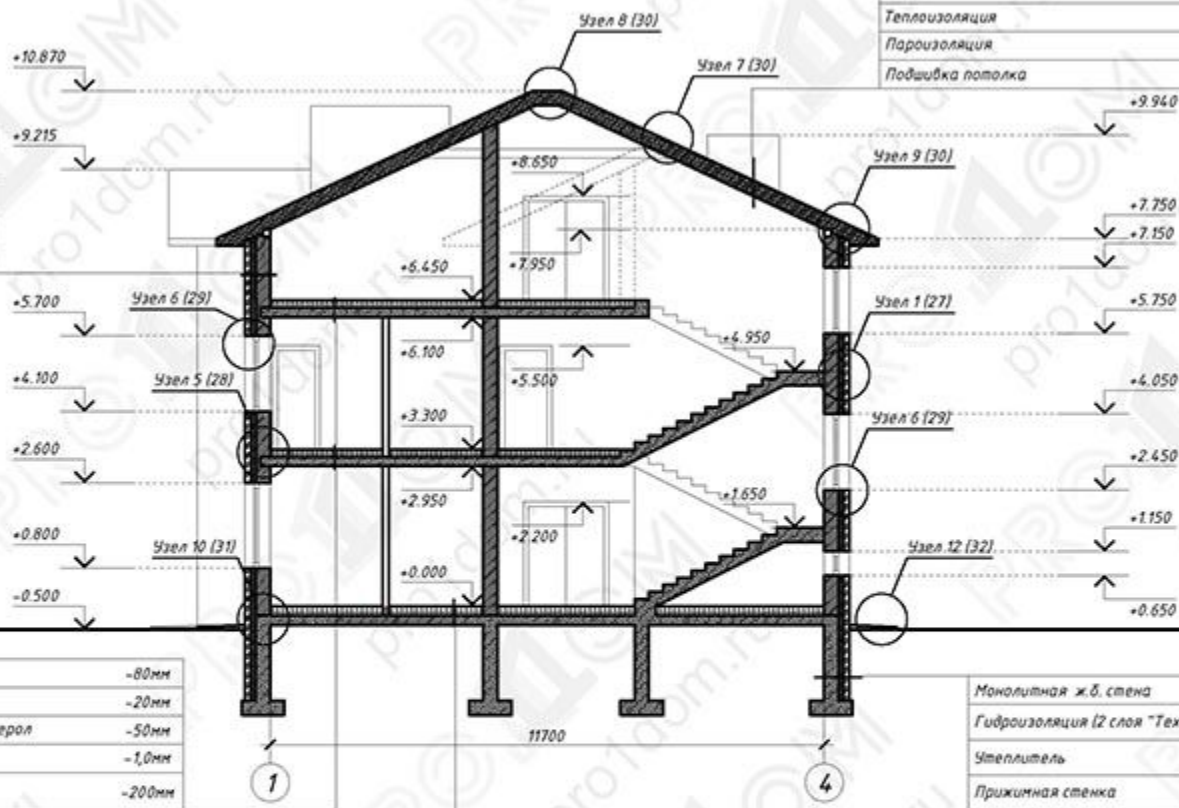 Узел 8 (30)
Теплоизоляция
Пароизоляция
Подшивка потолка
+10.870
Узел 7 (30)
+9.940
+9.215
+8.650
Узел 9 (30)
+7.750
+7.150
+7.950
+6.450
+5.700
Узел 6 (29)
Узел 1 (27)
+5.750
+6.100
+5.500
+4.950
+4.100
Узел 5 (28)
+4.050
+3.300
Узел 6 (29)
+2.600
+2.450
+2.950
+1.650
+2.200
+1.150
+0.800
Узел 10 (31)
Узел 12 (32)
+0.000
-0.500
+0.650
-80мм
-20мм
ерол -50мм
-1,0мм
-200мм
Монолитная ж.б. стена
Гидроизоляция (2 слоя "Тех
Утеплитель
Прижимная стенка
11700
1
4
pro1dom.ru